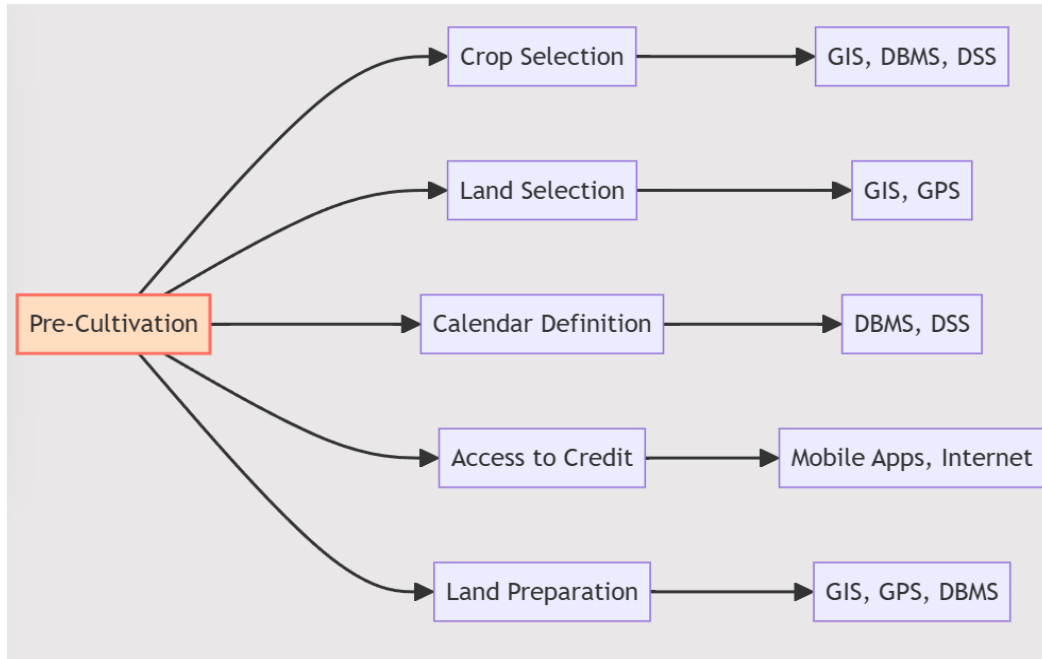 Crop Selection
GIS, DBMS, DSS
Land Selection
GIS, GPS
Pre-Cultivation
Calendar Definition
DBMS, DSS
Access to Credit
Mobile Apps, Internet
Land Preparation
GIS, GPS, DBMS